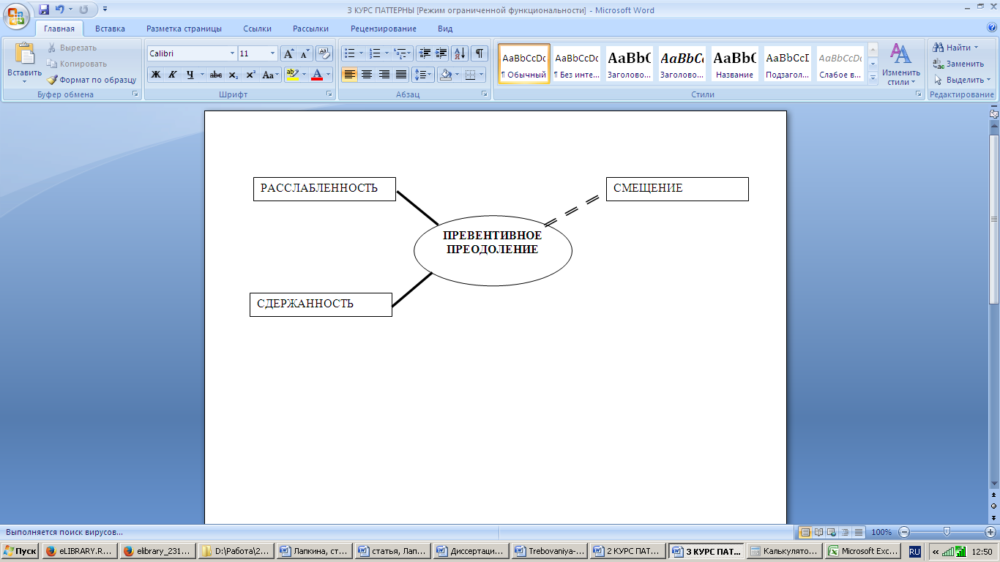 3 КУРС ПАТТЕРНЫ [Режим ограниченной функциональности] - Microsoft Word
Главная Вставка Разметка страницы Ссылки Рассылки Рецензирование Вид
Вставить
Вырезать
Копировать
Формат по образцу
Буфер обмена
Calibri 11
Ж К Ч abc x₂ x² Aa
Шрифт
Абзац
AaBbCcDc AaBbCcDc AaBbC AaBbCc AaBbC AaBbCcI AaBbCcDc
¶ Обычный ¶ Без инте... Заголово... Заголово... Название Подзагол... Слабое в...
Стили
Изменить стили
Найти
Заменить
Выделить
Редактирование
РАССЛАБЛЕННОСТЬ
СМЕЩЕНИЕ
ПРЕВЕНТИВНОЕ
ПРЕОДОЛЕНИЕ
СДЕРЖАННОСТЬ
Выполняется поиск вирусов...
100%
Пуск eLIBRARY.R... elibrary_231... D:\Работа\2... Лапкина, ст... статья, Лап... Диссертаци... Trebovaniya-... 2 КУРС ПАТ... 3 КУРС ПАТ... Калькулято... Microsoft Exc... RU « 12:50